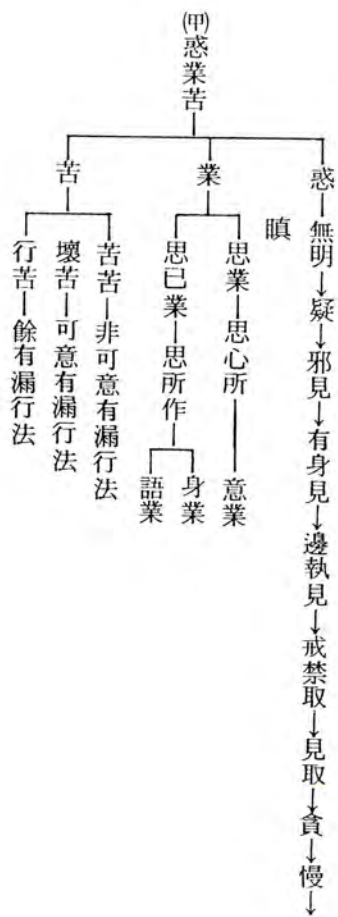 (甲)惑業苦
惑—無明→疑→邪見→有身見→邊執見→戒禁取→見取→貪→慢→
瞋
業
思業—思心所—意業
思已業—思所作
身業
語業
苦
苦苦—非可意有漏行法
壞苦—可意有漏行法
行苦—餘有漏行法